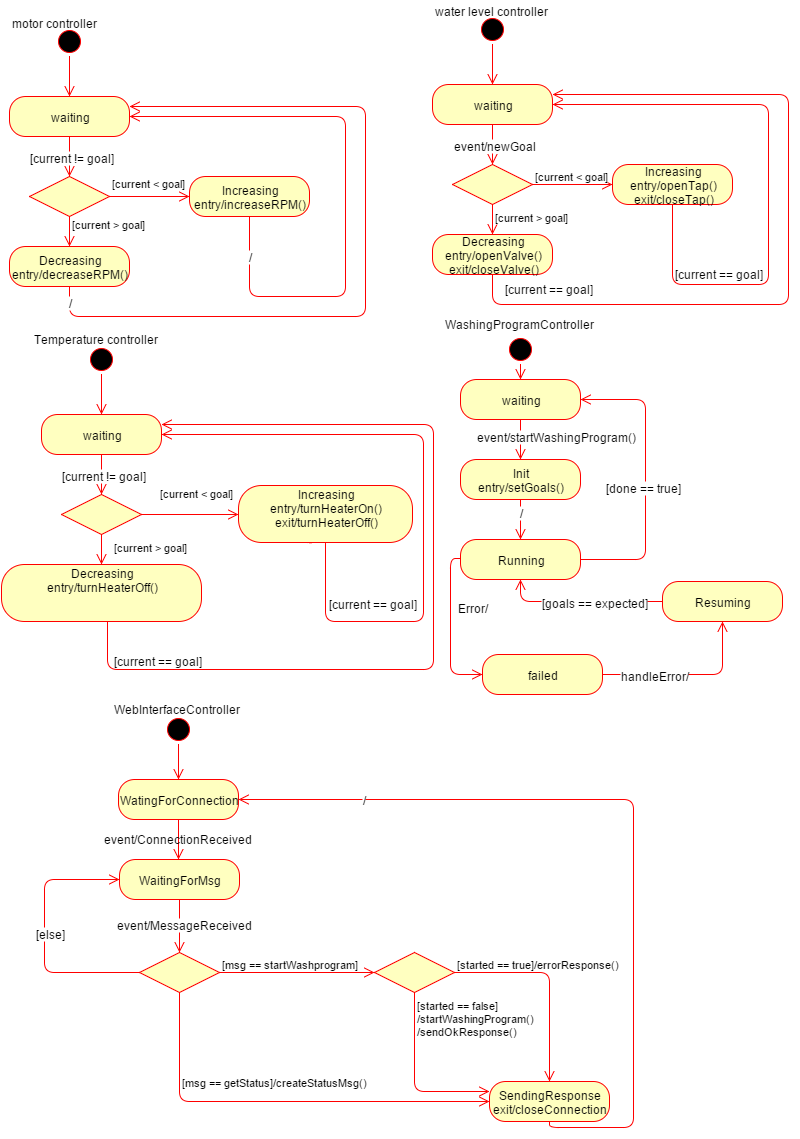 motor controller
waiting
[current != goal]
[current < goal]
Increasing
entry/increaseRPM()
[current > goal]
/
Decreasing
entry/decreaseRPM()
/
water level controller
waiting
event/newGoal
[current < goal]
Increasing
entry/openTap()
exit/closeTap()
[current > goal]
Decreasing
entry/openValve()
exit/closeValve()
[current == goal]
[current == goal]
Temperature controller
waiting
[current != goal]
[current < goal]
Increasing
entry/turnHeaterOn()
exit/turnHeaterOff()
[current > goal]
Decreasing
entry/turnHeaterOff()
[current == goal]
[current == goal]
WashingProgramController
waiting
event/startWashingProgram()
Init
entry/setGoals()
[done == true]
/
Running
Error/
[goals == expected]
Resuming
failed
handleError/
WebInterfaceController
WatingForConnection
/
event/ConnectionReceived
WaitingForMsg
event/MessageReceived
[else]
[msg == startWashprogram]
[started == true]/errorResponse()
[started == false]
/startWashingProgram()
/sendOkResponse()
[msg == getStatus]/createStatusMsg()
SendingResponse
exit/closeConnection